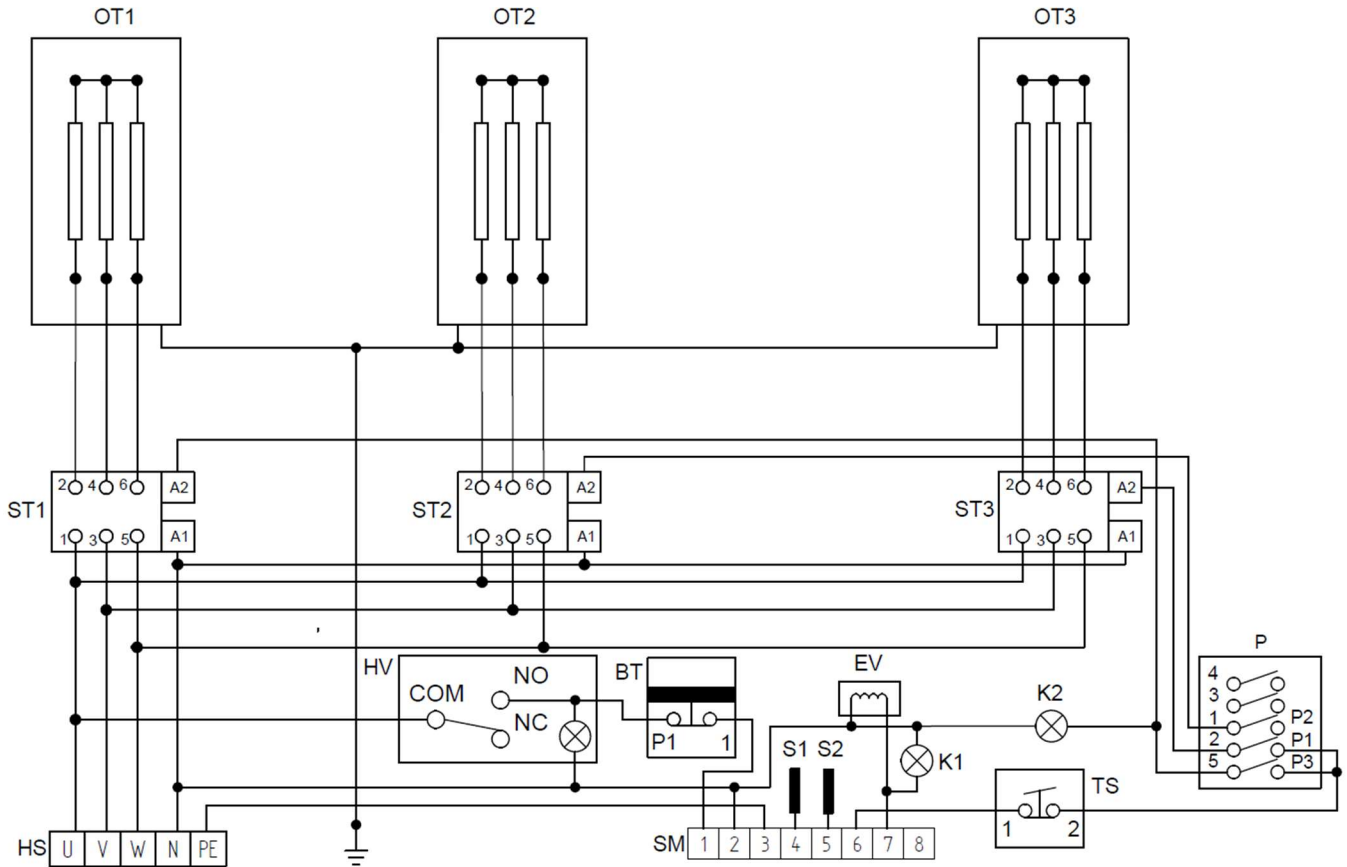 OT1 OT2 OT3
2 4 6 A2 2 4 6 A2 2 4 6 A2
ST1 ST2 ST3
1 3 5 A1 1 3 5 A1 1 3 5 A1
HV NO BT EV P
COM 4
K2 3
NC 1 P2
P1 1 S1 S2 2 P1
K1 5 P3
TS
1 2
HS U V W N PE SM 1 2 3 4 5 6 7 8